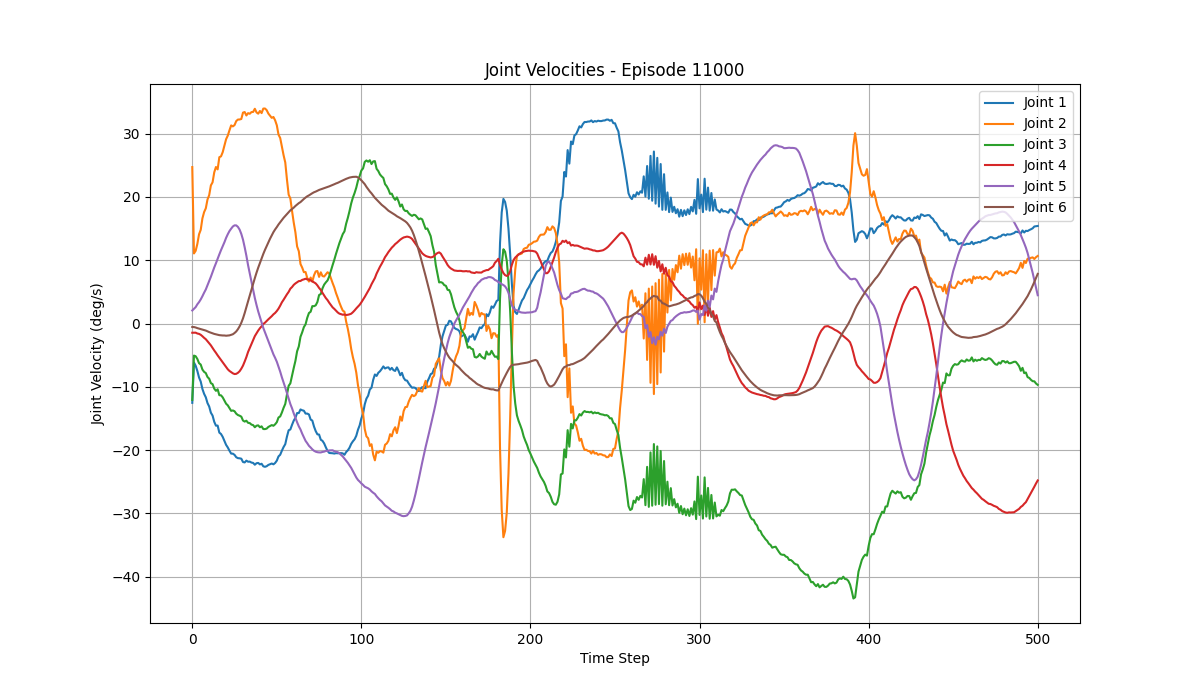 Joint Velocities - Episode 11000
Joint 1
Joint 2
Joint 3
Joint 4
Joint 5
Joint 6
Joint Velocity (deg/s)
30
20
10
0
−10
−20
−30
−40
0 100 200 300 400 500
Time Step